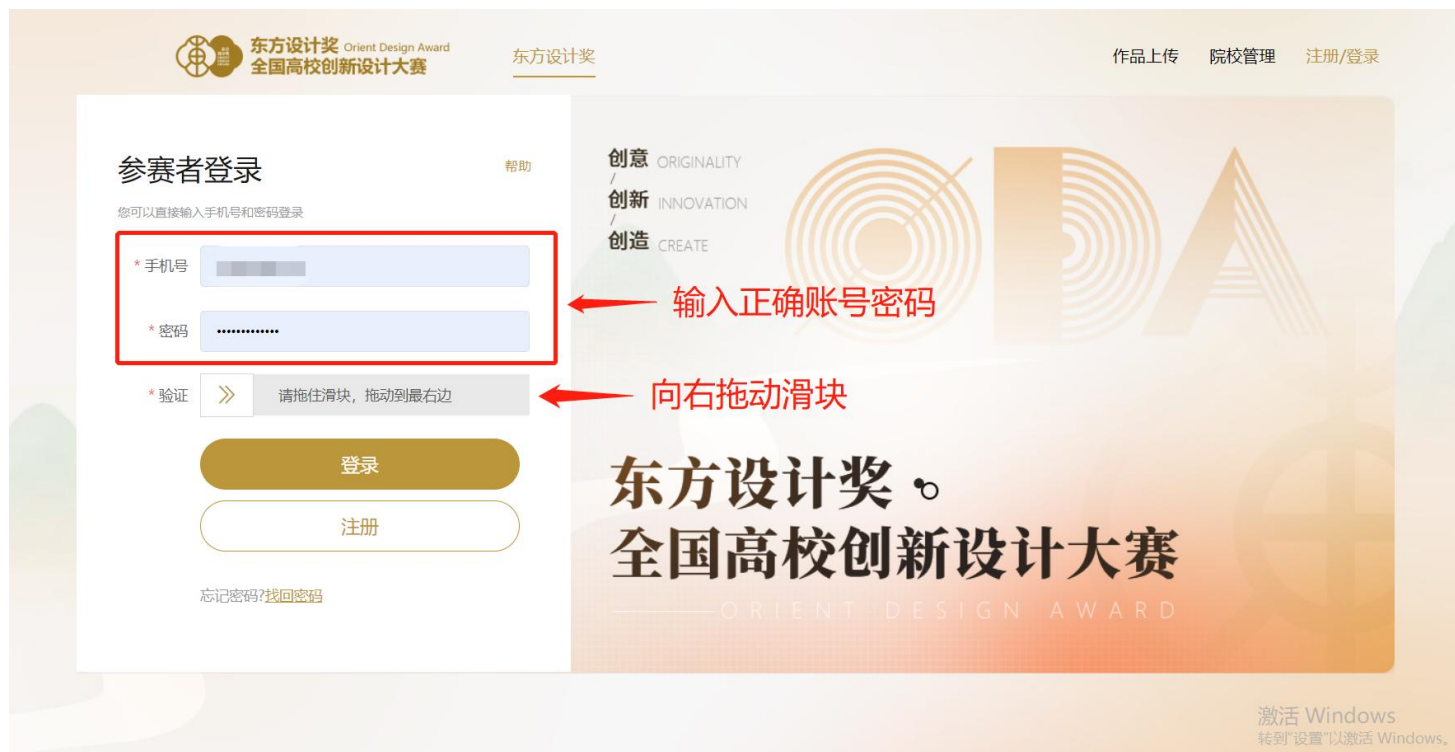 东方设计奖 Orient Design Award
全国高校创新设计大赛
东方设计奖
作品上传 院校管理 注册/登录
参赛者登录
帮助
您可以直接输入手机号和密码登录
* 手机号
* 密码 ••••••••••••
* 验证 请拖住滑块，拖动到最右边
登录
注册
忘记密码?找回密码
创意 ORIGINALITY
/
创新 INNOVATION
/
创造 CREATE
ODA
输入正确账号密码
向右拖动滑块
东方设计奖
全国高校创新设计大赛
ORIENT DESIGN AWARD
激活 Windows
转到"设置"以激活 Windows。